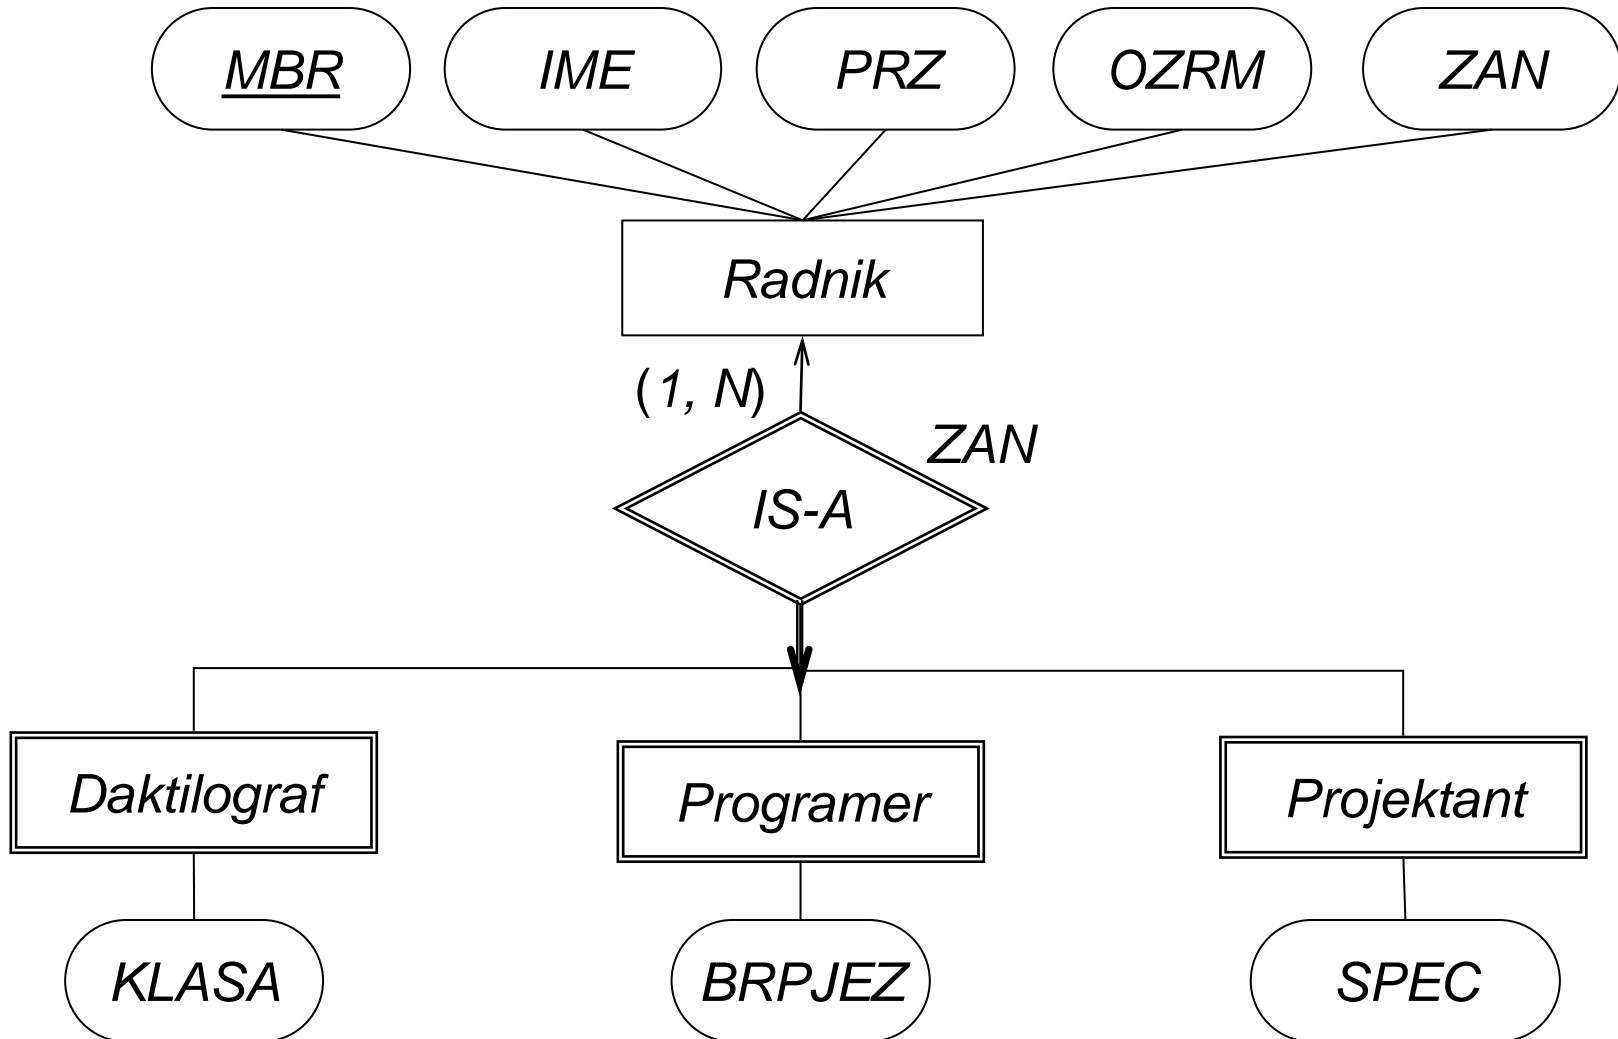 MBR IME PRZ OZRM ZAN
Radnik
(1, N)
ZAN
IS-A
Daktilograf Programer Projektant
KLASA BRPJEZ SPEC